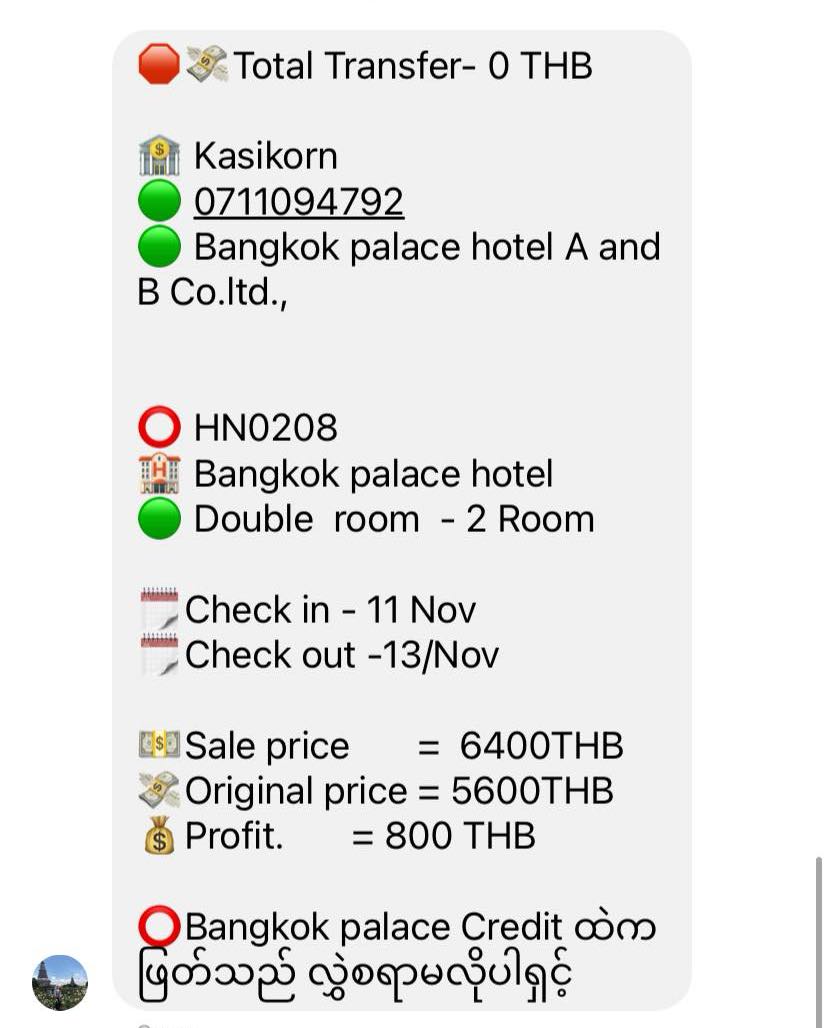 🛑💸Total Transfer- 0 THB
🏦 Kasikorn
🟢 0711094792
🟢 Bangkok palace hotel A and
B Co.ltd.,
⭕ HN0208
🏨 Bangkok palace hotel
🟢 Double room - 2 Room
🗓Check in - 11 Nov
🗓Check out -13/Nov
💵Sale price = 6400THB
💸Original price = 5600THB
💰Profit. = 800 THB
⭕Bangkok palace Credit ထဲက
ဖြတ်သည် လွှဲစရာမလိုပါရှင့်